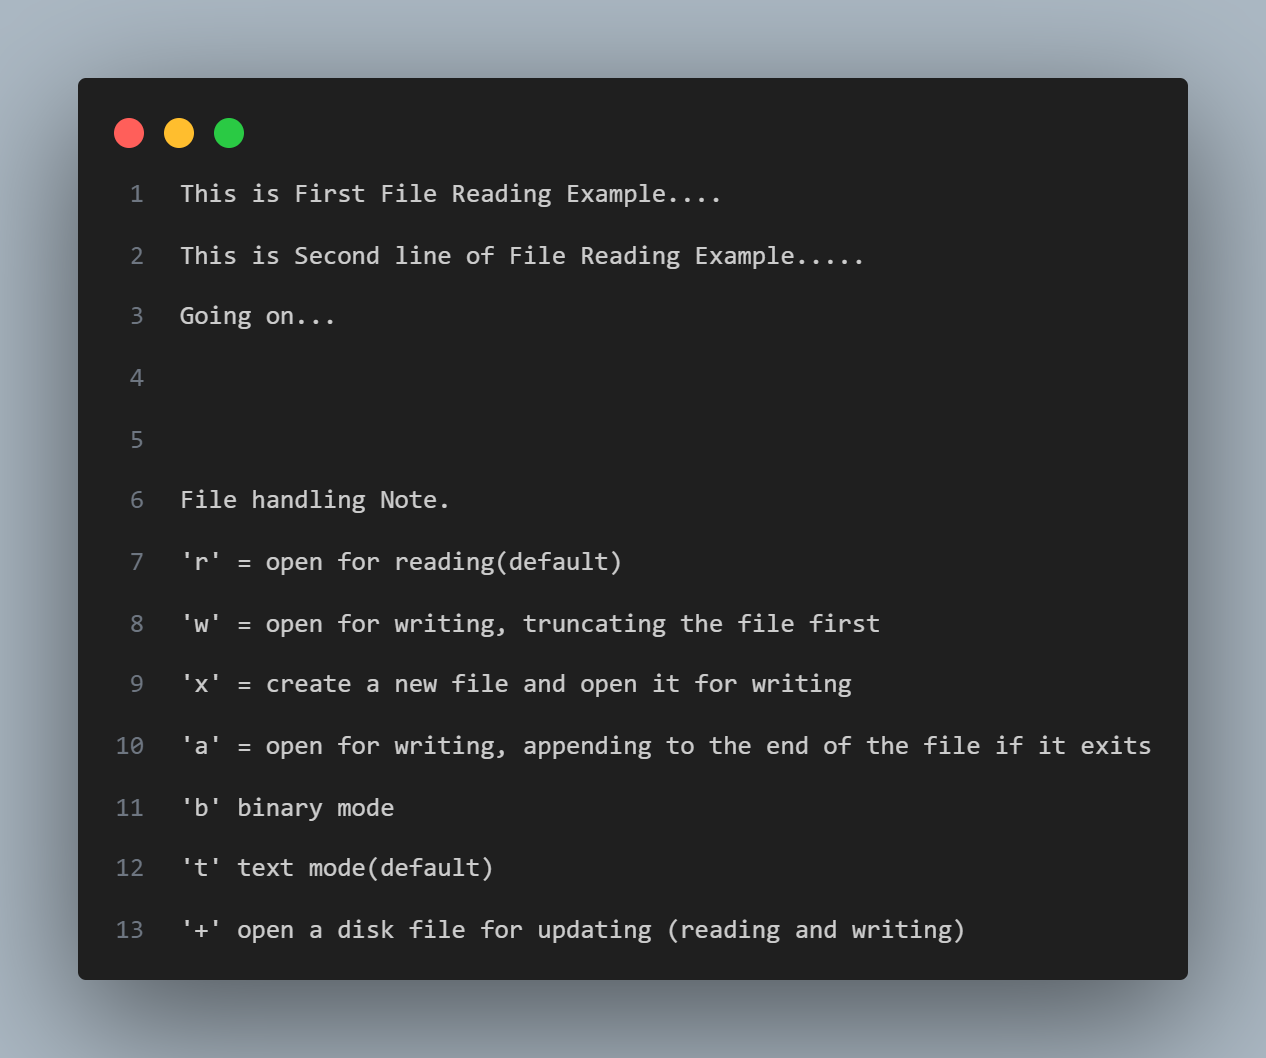 1 This is First File Reading Example....
2 This is Second line of File Reading Example.....
3 Going on...
4
5
6 File handling Note.
7 'r' = open for reading(default)
8 'w' = open for writing, truncating the file first
9 'x' = create a new file and open it for writing
10 'a' = open for writing, appending to the end of the file if it exits
11 'b' binary mode
12 't' text mode(default)
13 '+' open a disk file for updating (reading and writing)